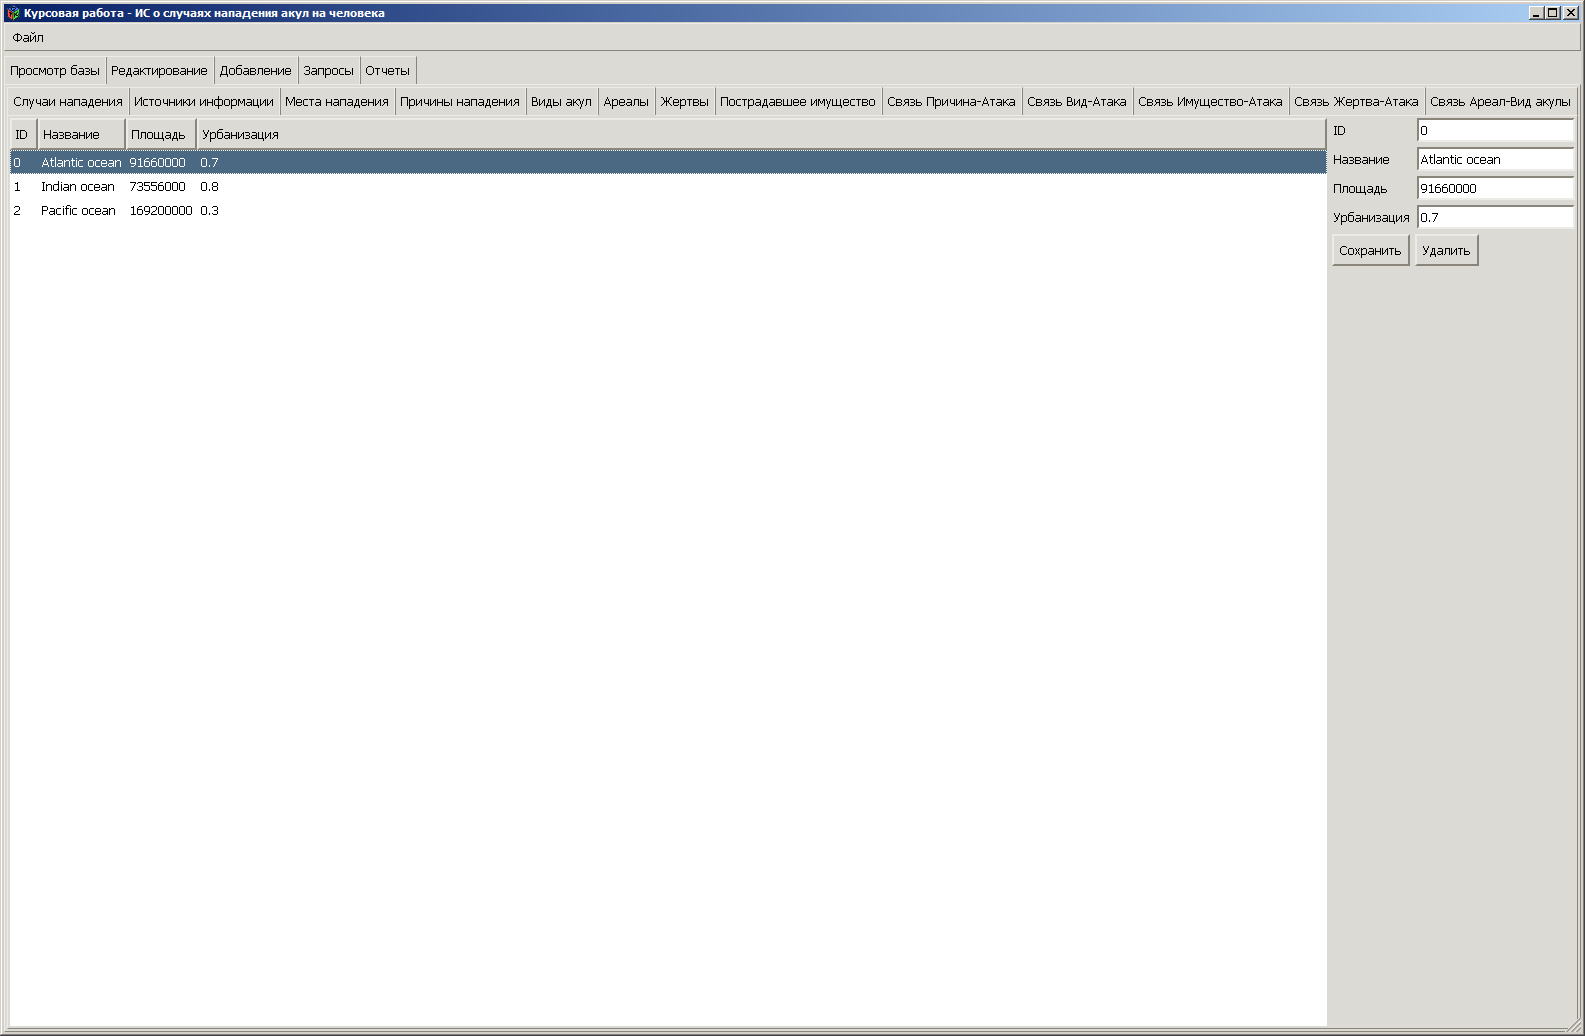 Курсовая работа - ИС о случаях нападения акул на человека
Файл
Просмотр базы Редактирование Добавление Запросы Отчеты
Случаи нападения Источники информации Места нападения Причины нападения Виды акул Ареалы Жертвы Пострадавшее имущество Связь Причина-Атака Связь Вид-Атака Связь Имущество-Атака Связь Жертва-Атака Связь Ареал-Вид акулы
ID Название Площадь Урбанизация
0 Atlantic ocean 91660000 0.7
1 Indian ocean 73556000 0.8
2 Pacific ocean 169200000 0.3
ID 0
Название Atlantic ocean
Площадь 91660000
Урбанизация 0.7
Сохранить Удалить